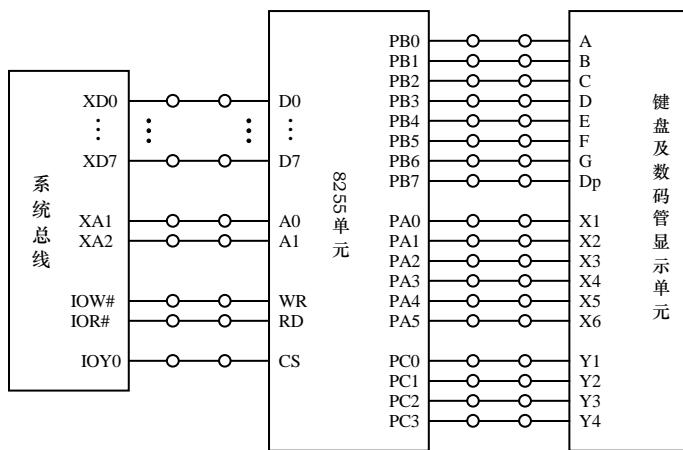 系统总线
XD0
XD7
XA1
XA2
IOW#
IOR#
IOY0
D0
D7
A0
A1
WR
RD
CS
8255单元
PB0
PB1
PB2
PB3
PB4
PB5
PB6
PB7
PA0
PA1
PA2
PA3
PA4
PA5
PC0
PC1
PC2
PC3
A
B
C
D
E
F
G
Dp
X1
X2
X3
X4
X5
X6
Y1
Y2
Y3
Y4
键盘及数码管显示单元